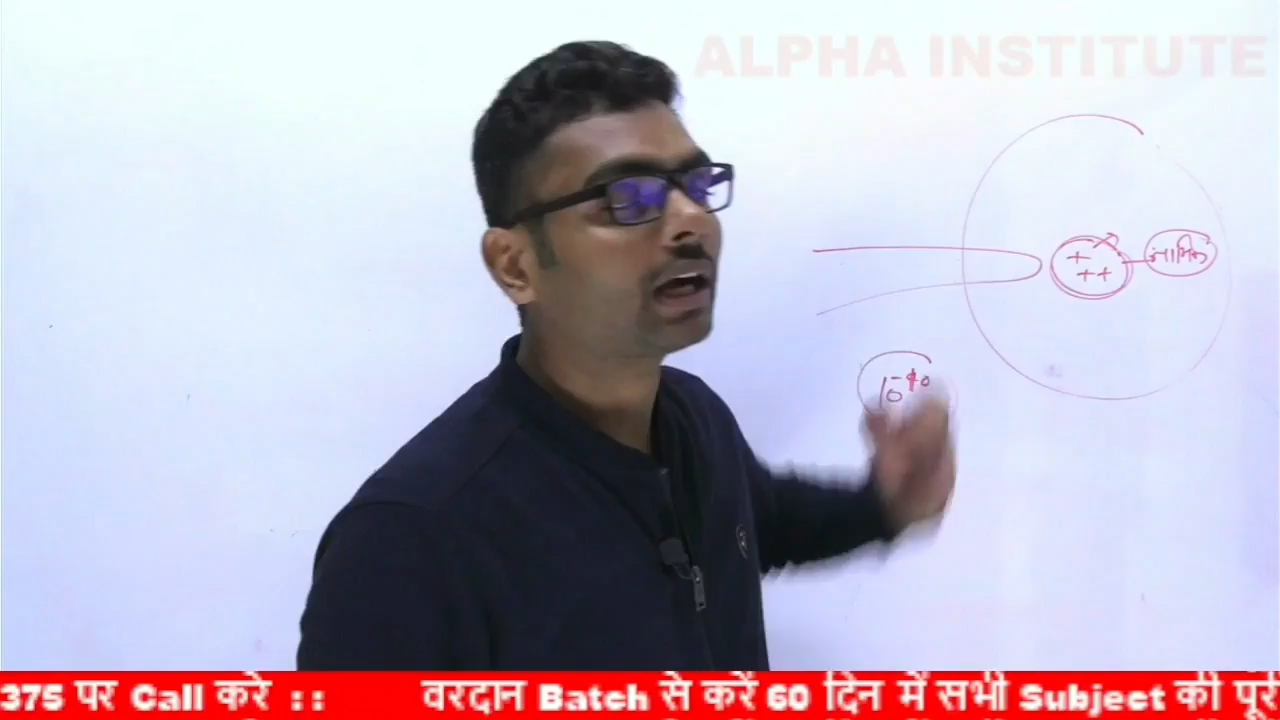 ALPHA INSTITUTE
+
नाभिक
+ +
10⁻¹⁰
375 पर Call करे : :        वरदान Batch से करें 60 दिन में सभी Subject की पूरी